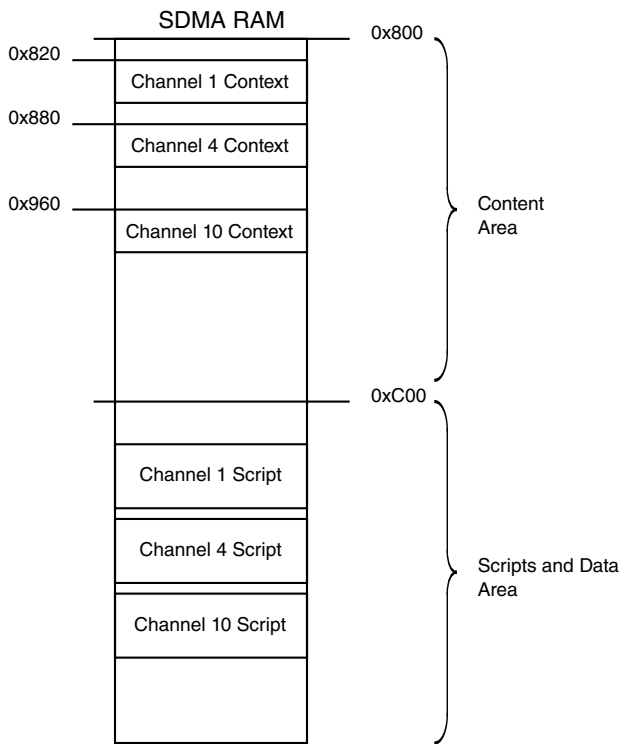 SDMA RAM
0x800
0x820
Channel 1 Context
0x880
Channel 4 Context
0x960
Channel 10 Context
Content
Area
0xC00
Channel 1 Script
Channel 4 Script
Channel 10 Script
Scripts and Data
Area